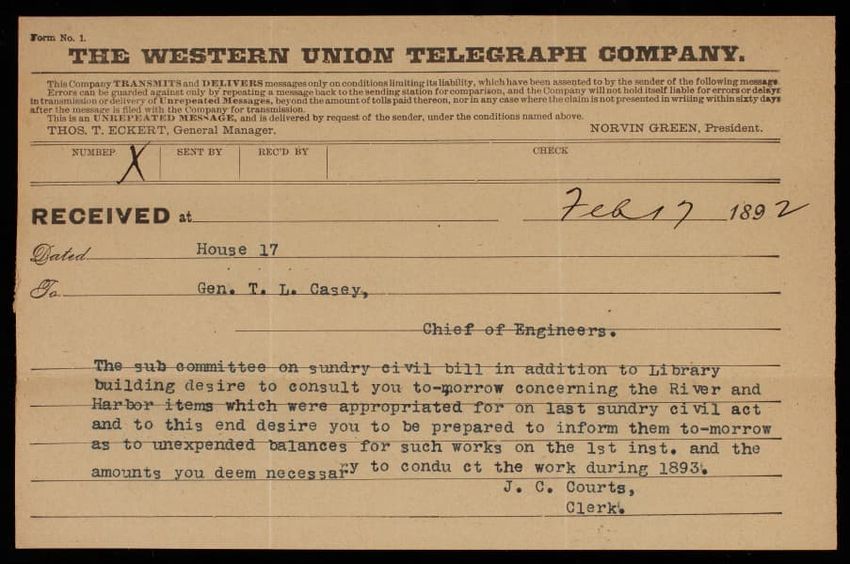 Form No. 1.
THE WESTERN UNION TELEGRAPH COMPANY.
This Company TRANSMITS and DELIVERS messages only on conditions limiting its liability, which have been assented to by the sender of the following message.
Errors can be guarded against only by repeating a message back to the sending station for comparison, and the Company will not hold itself liable for errors or delays
in transmission or delivery of Unrepeated Messages, beyond the amount of tolls paid thereon, nor in any case where the claim is not presented in writing within sixty days
after the message is filed with the Company for transmission.
This is an UNREPEATED MESSAGE, and is delivered by request of the sender, under the conditions named above.
THOS. T. ECKERT, General Manager. NORVIN GREEN, President.
NUMBER SENT BY REC'D BY CHECK
X
RECEIVED at Feb 17 1892
Dated House 17
To Gen. T. L. Casey,
Chief of Engineers.
The sub committee on sundry civil bill in addition to Library
building desire to consult you to-morrow concerning the River and
Harbor items which were appropriated for on last sundry civil act
and to this end desire you to be prepared to inform them to-morrow
as to unexpended balances for such works on the 1st inst. and the
amounts you deem necessary to condu ct the work during 1893.
J. C. Courts,
Clerk.